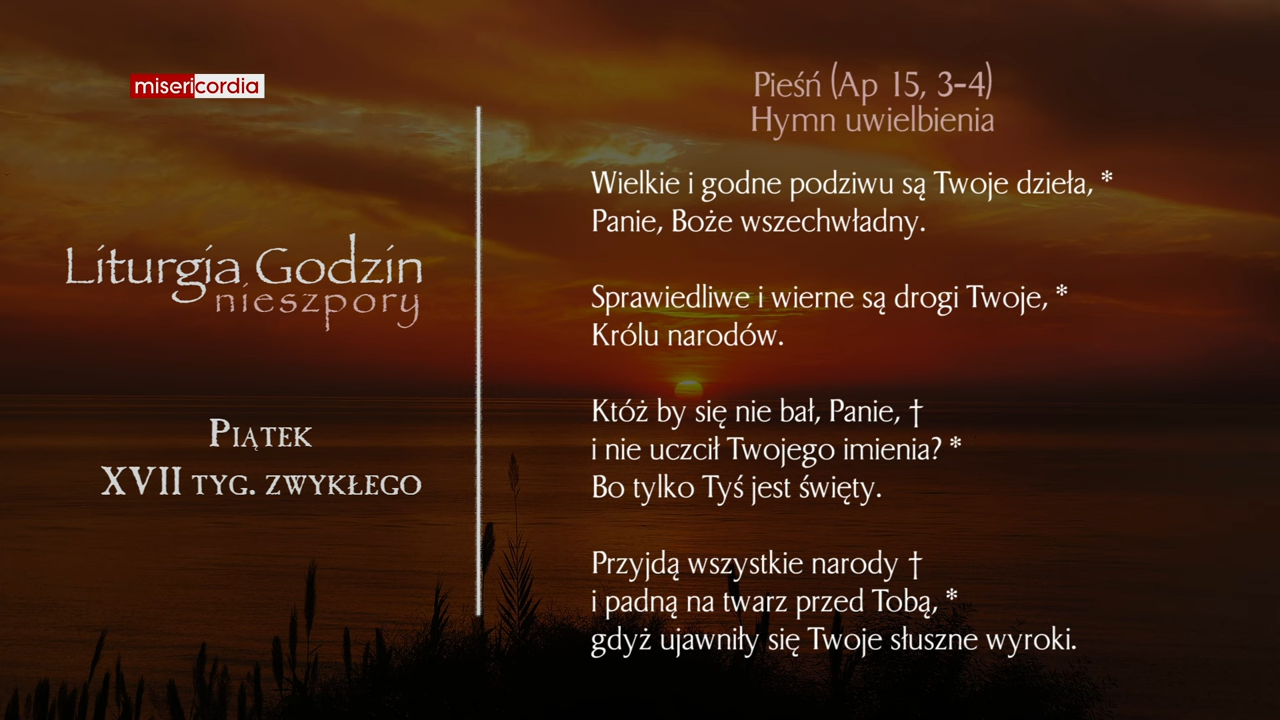 misericordia
Liturgia Godzin
nieszpory
Piątek
XVII tyg. zwykłego
Pieśń (Ap 15, 3-4)
Hymn uwielbienia
Wielkie i godne podziwu są Twoje dzieła, *
Panie, Boże wszechwładny.
Sprawiedliwe i wierne są drogi Twoje, *
Królu narodów.
Któż by się nie bał, Panie, †
i nie uczcił Twojego imienia? *
Bo tylko Tyś jest święty.
Przyjdą wszystkie narody †
i padną na twarz przed Tobą, *
gdyż ujawniły się Twoje słuszne wyroki.